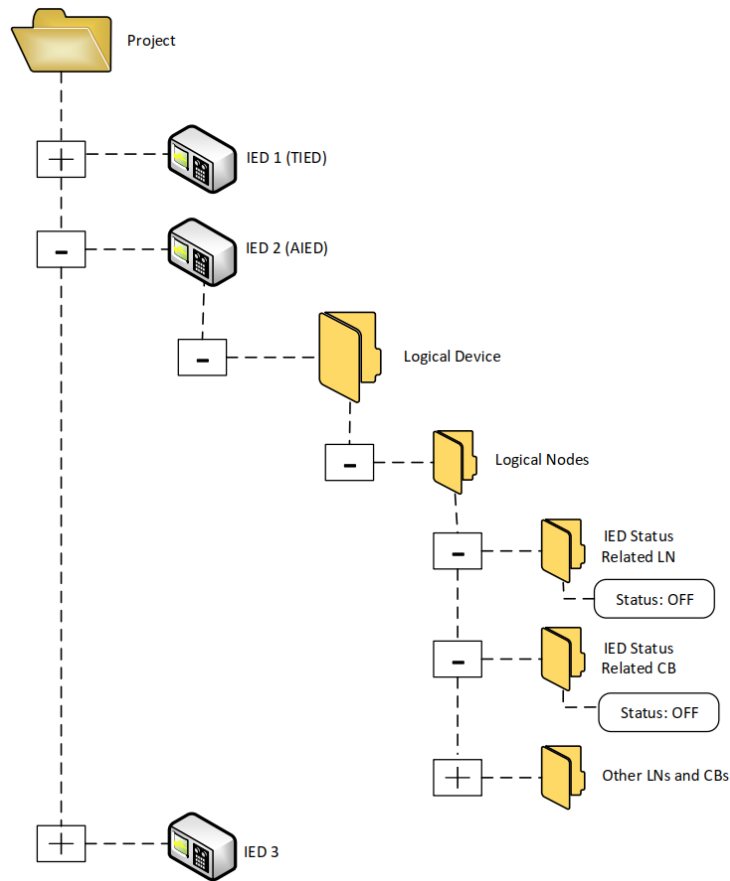 Project
+
IED 1 (TIED)
-
IED 2 (AIED)
-
Logical Device
-
Logical Nodes
-
IED Status
Related LN
Status: OFF
-
IED Status
Related CB
Status: OFF
+
Other LNs and CBs
+
IED 3